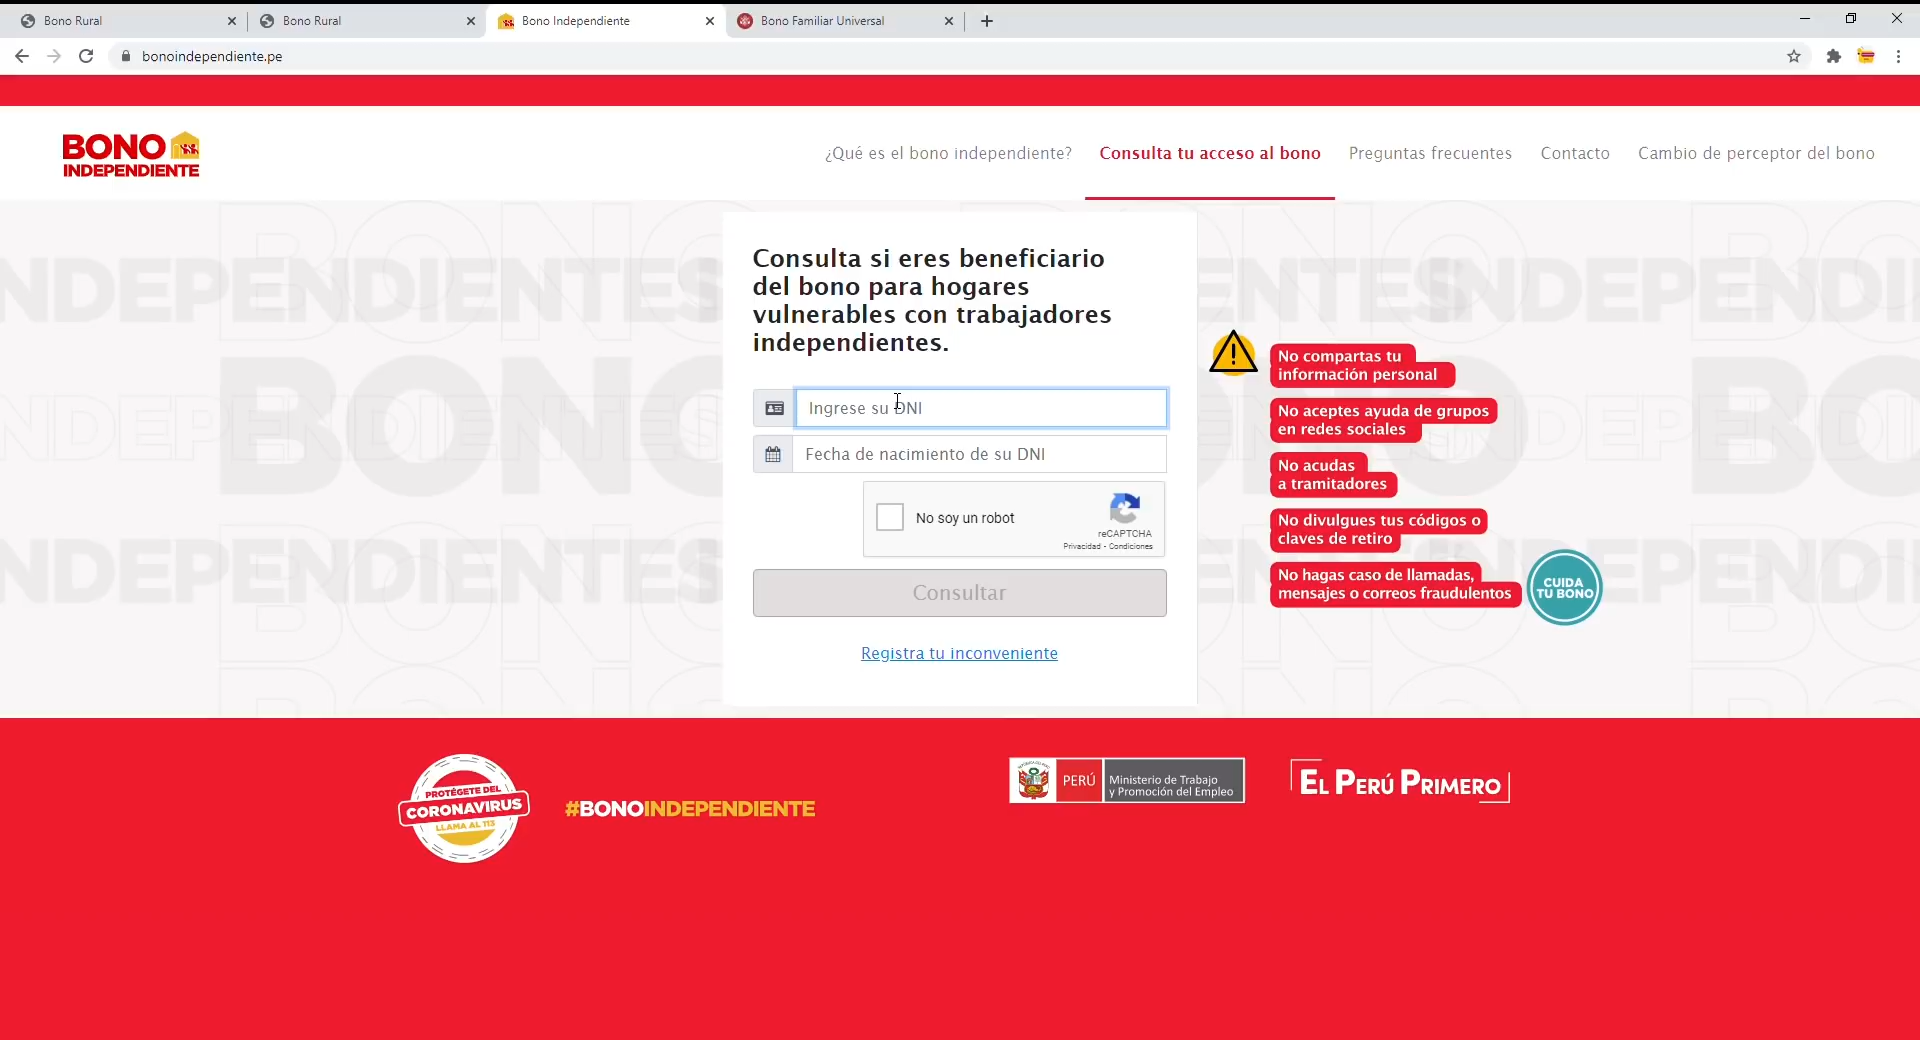 Bono Rural
Bono Rural
Bono Independiente
Bono Familiar Universal
bonoindependiente.pe
BONO
INDEPENDIENTE
¿Qué es el bono independiente?
Consulta tu acceso al bono
Preguntas frecuentes
Contacto
Cambio de perceptor del bono
Consulta si eres beneficiario
del bono para hogares
vulnerables con trabajadores
independientes.
Ingrese su DNI
Fecha de nacimiento de su DNI
No soy un robot
reCAPTCHA
Privacidad - Condiciones
Consultar
Registra tu inconveniente
No compartas tu
información personal
No aceptes ayuda de grupos
en redes sociales
No acudas
a tramitadores
No divulgues tus códigos o
claves de retiro
No hagas caso de llamadas,
mensajes o correos fraudulentos
CUIDA
TU BONO
BONO
INDEPENDIENTES
BONO
INDEPENDIENTES
PROTÉGETE DEL
CORONAVIRUS
LLAMA AL 113
#BONOINDEPENDIENTE
PERÚ
Ministerio de Trabajo
y Promoción del Empleo
EL PERÚ PRIMERO